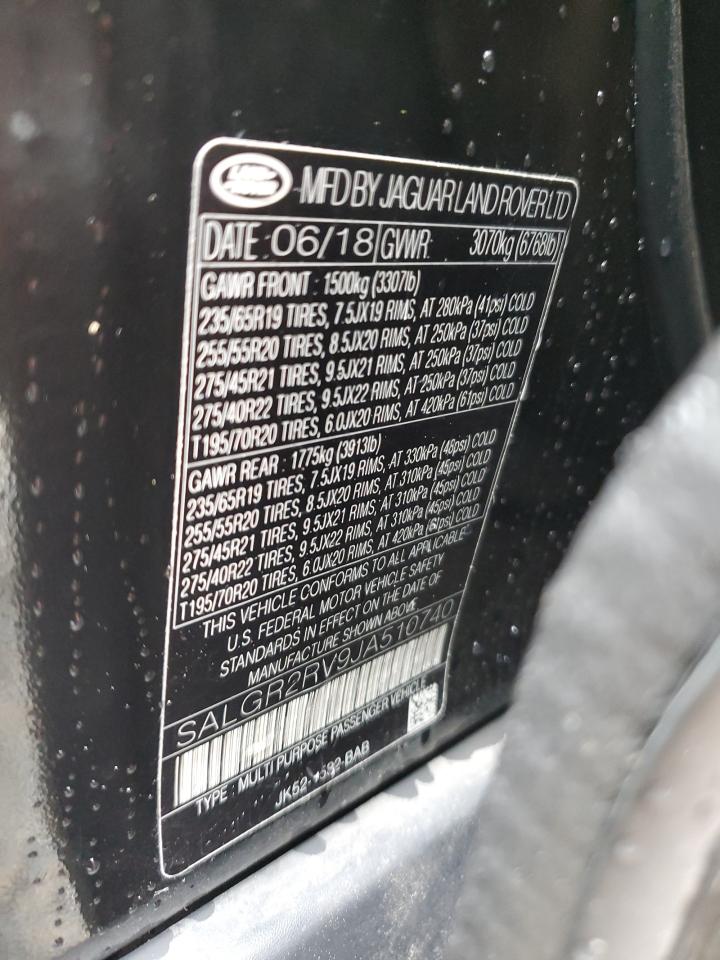 LAND ROVER MFD BY JAGUAR LAND ROVER LTD
DATE: 06/18 GVWR: 3070kg (6768lb)
GAWR FRONT : 1500kg (3307lb)
235/65R19 TIRES, 7.5JX19 RIMS, AT 280kPa (41psi) COLD
255/55R20 TIRES, 8.5JX20 RIMS, AT 250kPa (37psi) COLD
275/45R21 TIRES, 9.5JX21 RIMS, AT 250kPa (37psi) COLD
275/40R22 TIRES, 9.5JX22 RIMS, AT 250kPa (37psi) COLD
T195/70R20 TIRES, 6.0JX20 RIMS, AT 420kPa (61psi) COLD
GAWR REAR : 1775kg (3913lb)
235/65R19 TIRES, 7.5JX19 RIMS, AT 330kPa (46psi) COLD
255/55R20 TIRES, 8.5JX20 RIMS, AT 310kPa (45psi) COLD
275/45R21 TIRES, 9.5JX21 RIMS, AT 310kPa (45psi) COLD
275/40R22 TIRES, 9.5JX22 RIMS, AT 310kPa (45psi) COLD
T195/70R20 TIRES, 6.0JX20 RIMS, AT 420kPa (61psi) COLD
THIS VEHICLE CONFORMS TO ALL APPLICABLE
U.S. FEDERAL MOTOR VEHICLE SAFETY
STANDARDS IN EFFECT ON THE DATE OF
MANUFACTURE SHOWN ABOVE
SALGR2RV9JA510740
TYPE : MULTI PURPOSE PASSENGER VEHICLE
JK52-1532-BAB